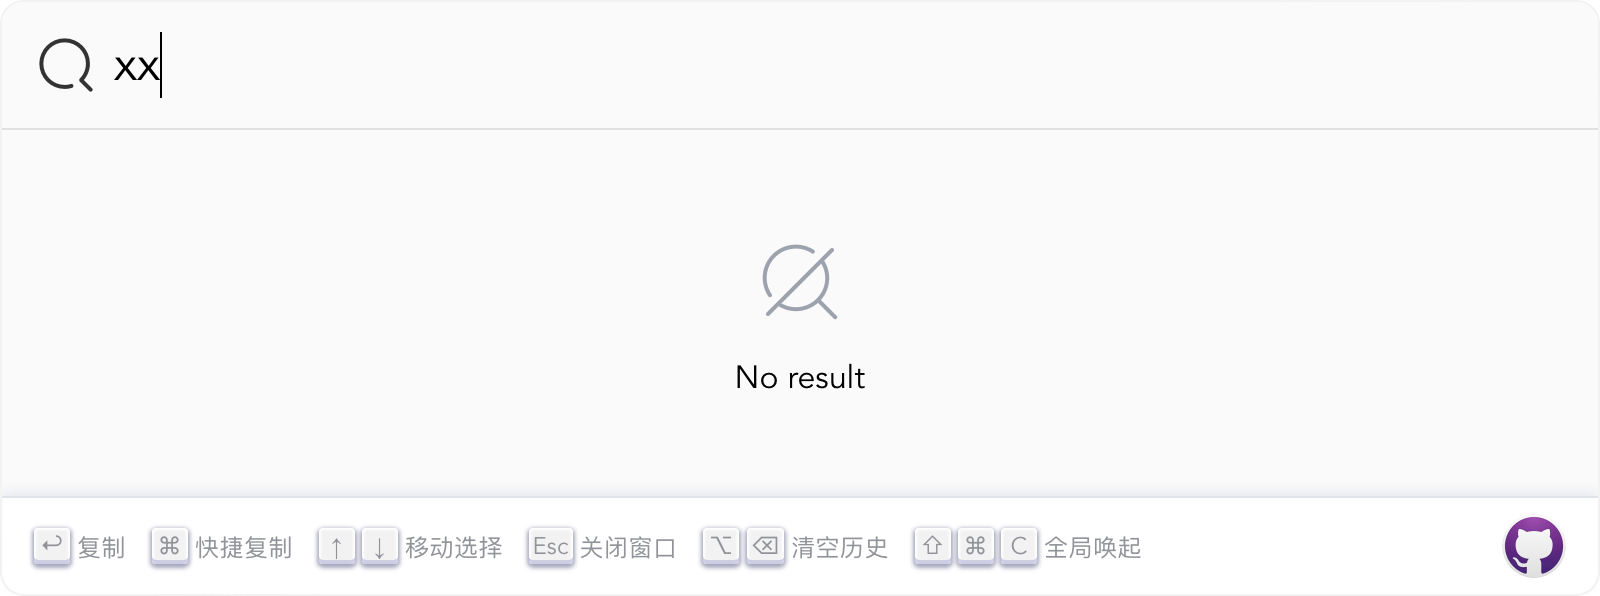 xx
No result
↩ 复制 ⌘ 快捷复制 ↑ ↓ 移动选择 Esc 关闭窗口 ⌥ ⌫ 清空历史 ⇧ ⌘ C 全局唤起